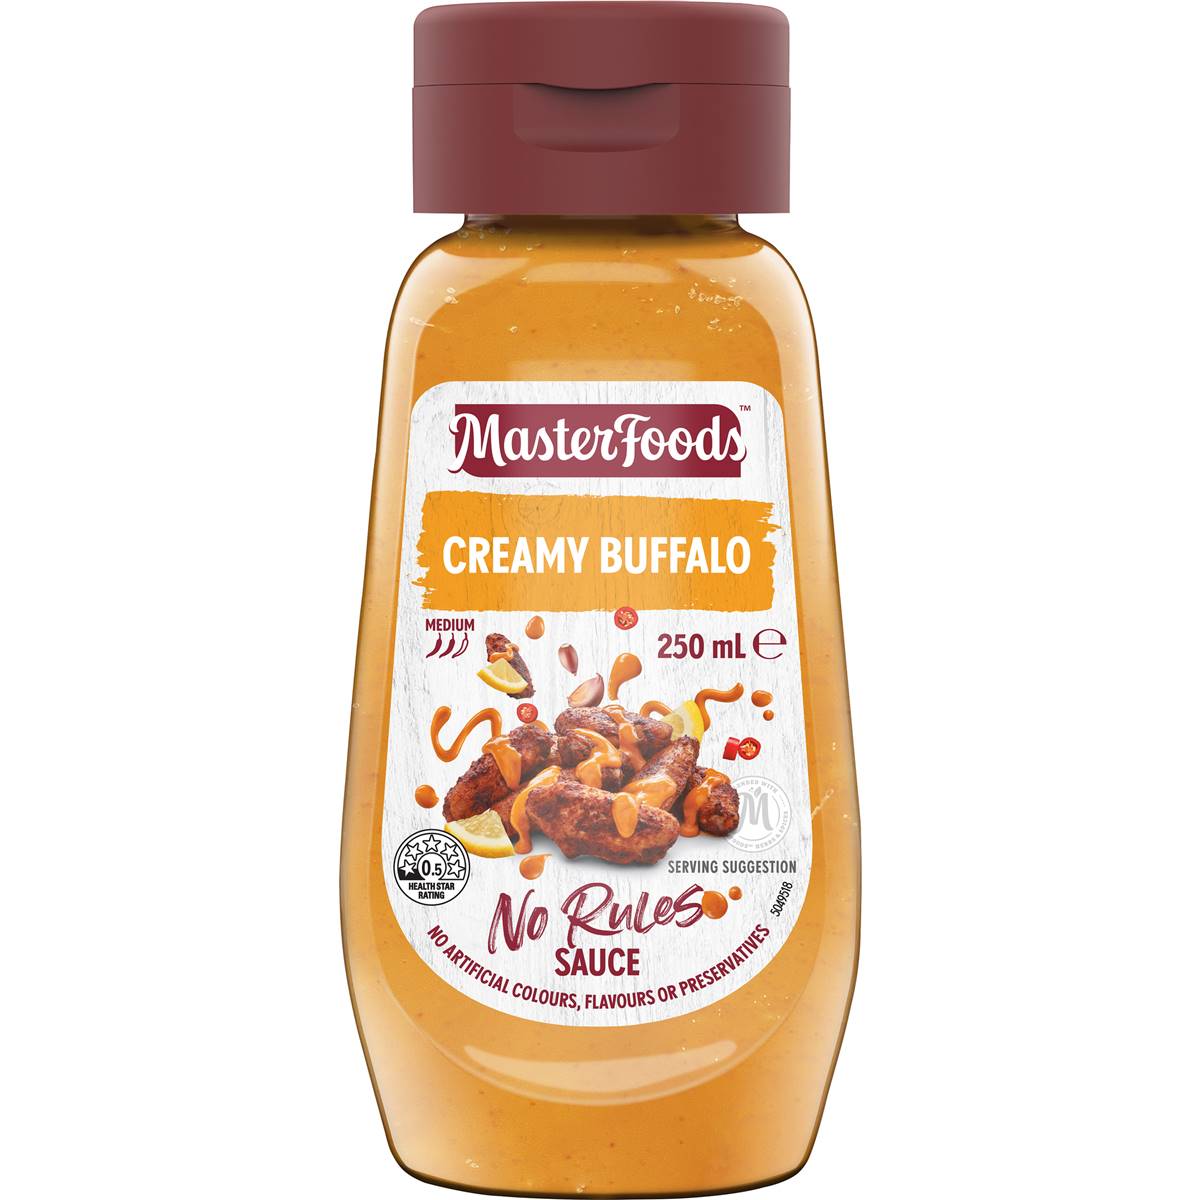 MasterFoods™
CREAMY BUFFALO
MEDIUM
250 mL ℮
M
0.5
HEALTH STAR
RATING
SERVING SUGGESTION
5049518
No Rules
SAUCE
NO ARTIFICIAL COLOURS, FLAVOURS OR PRESERVATIVES